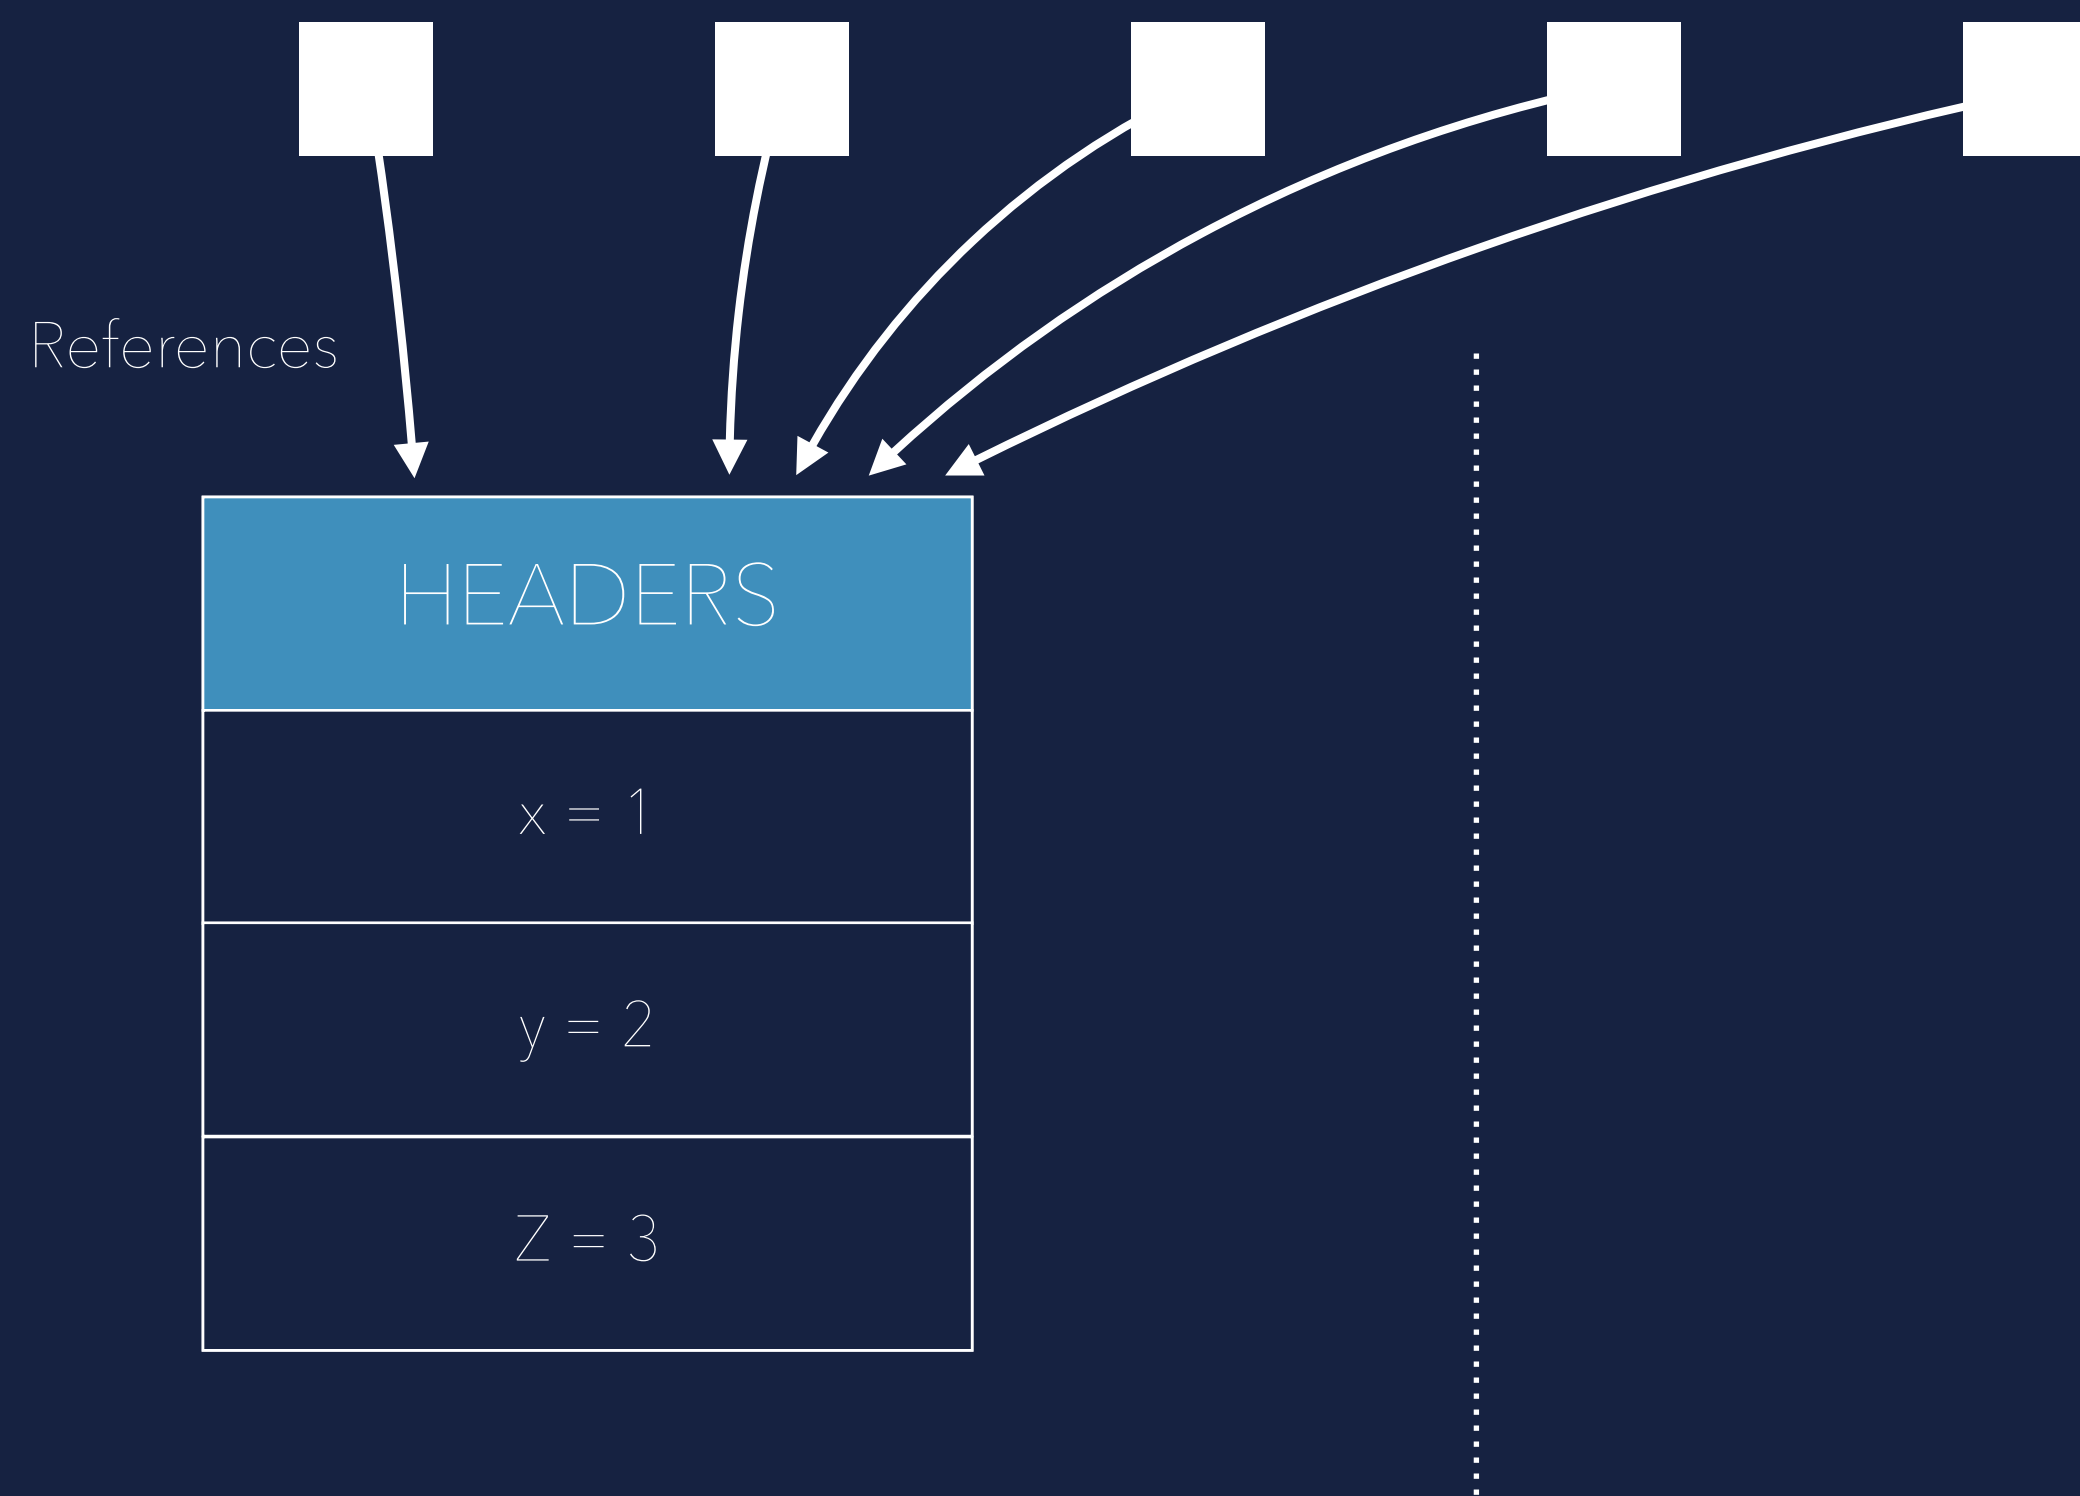 References
HEADERS
x = 1
y = 2
Z = 3